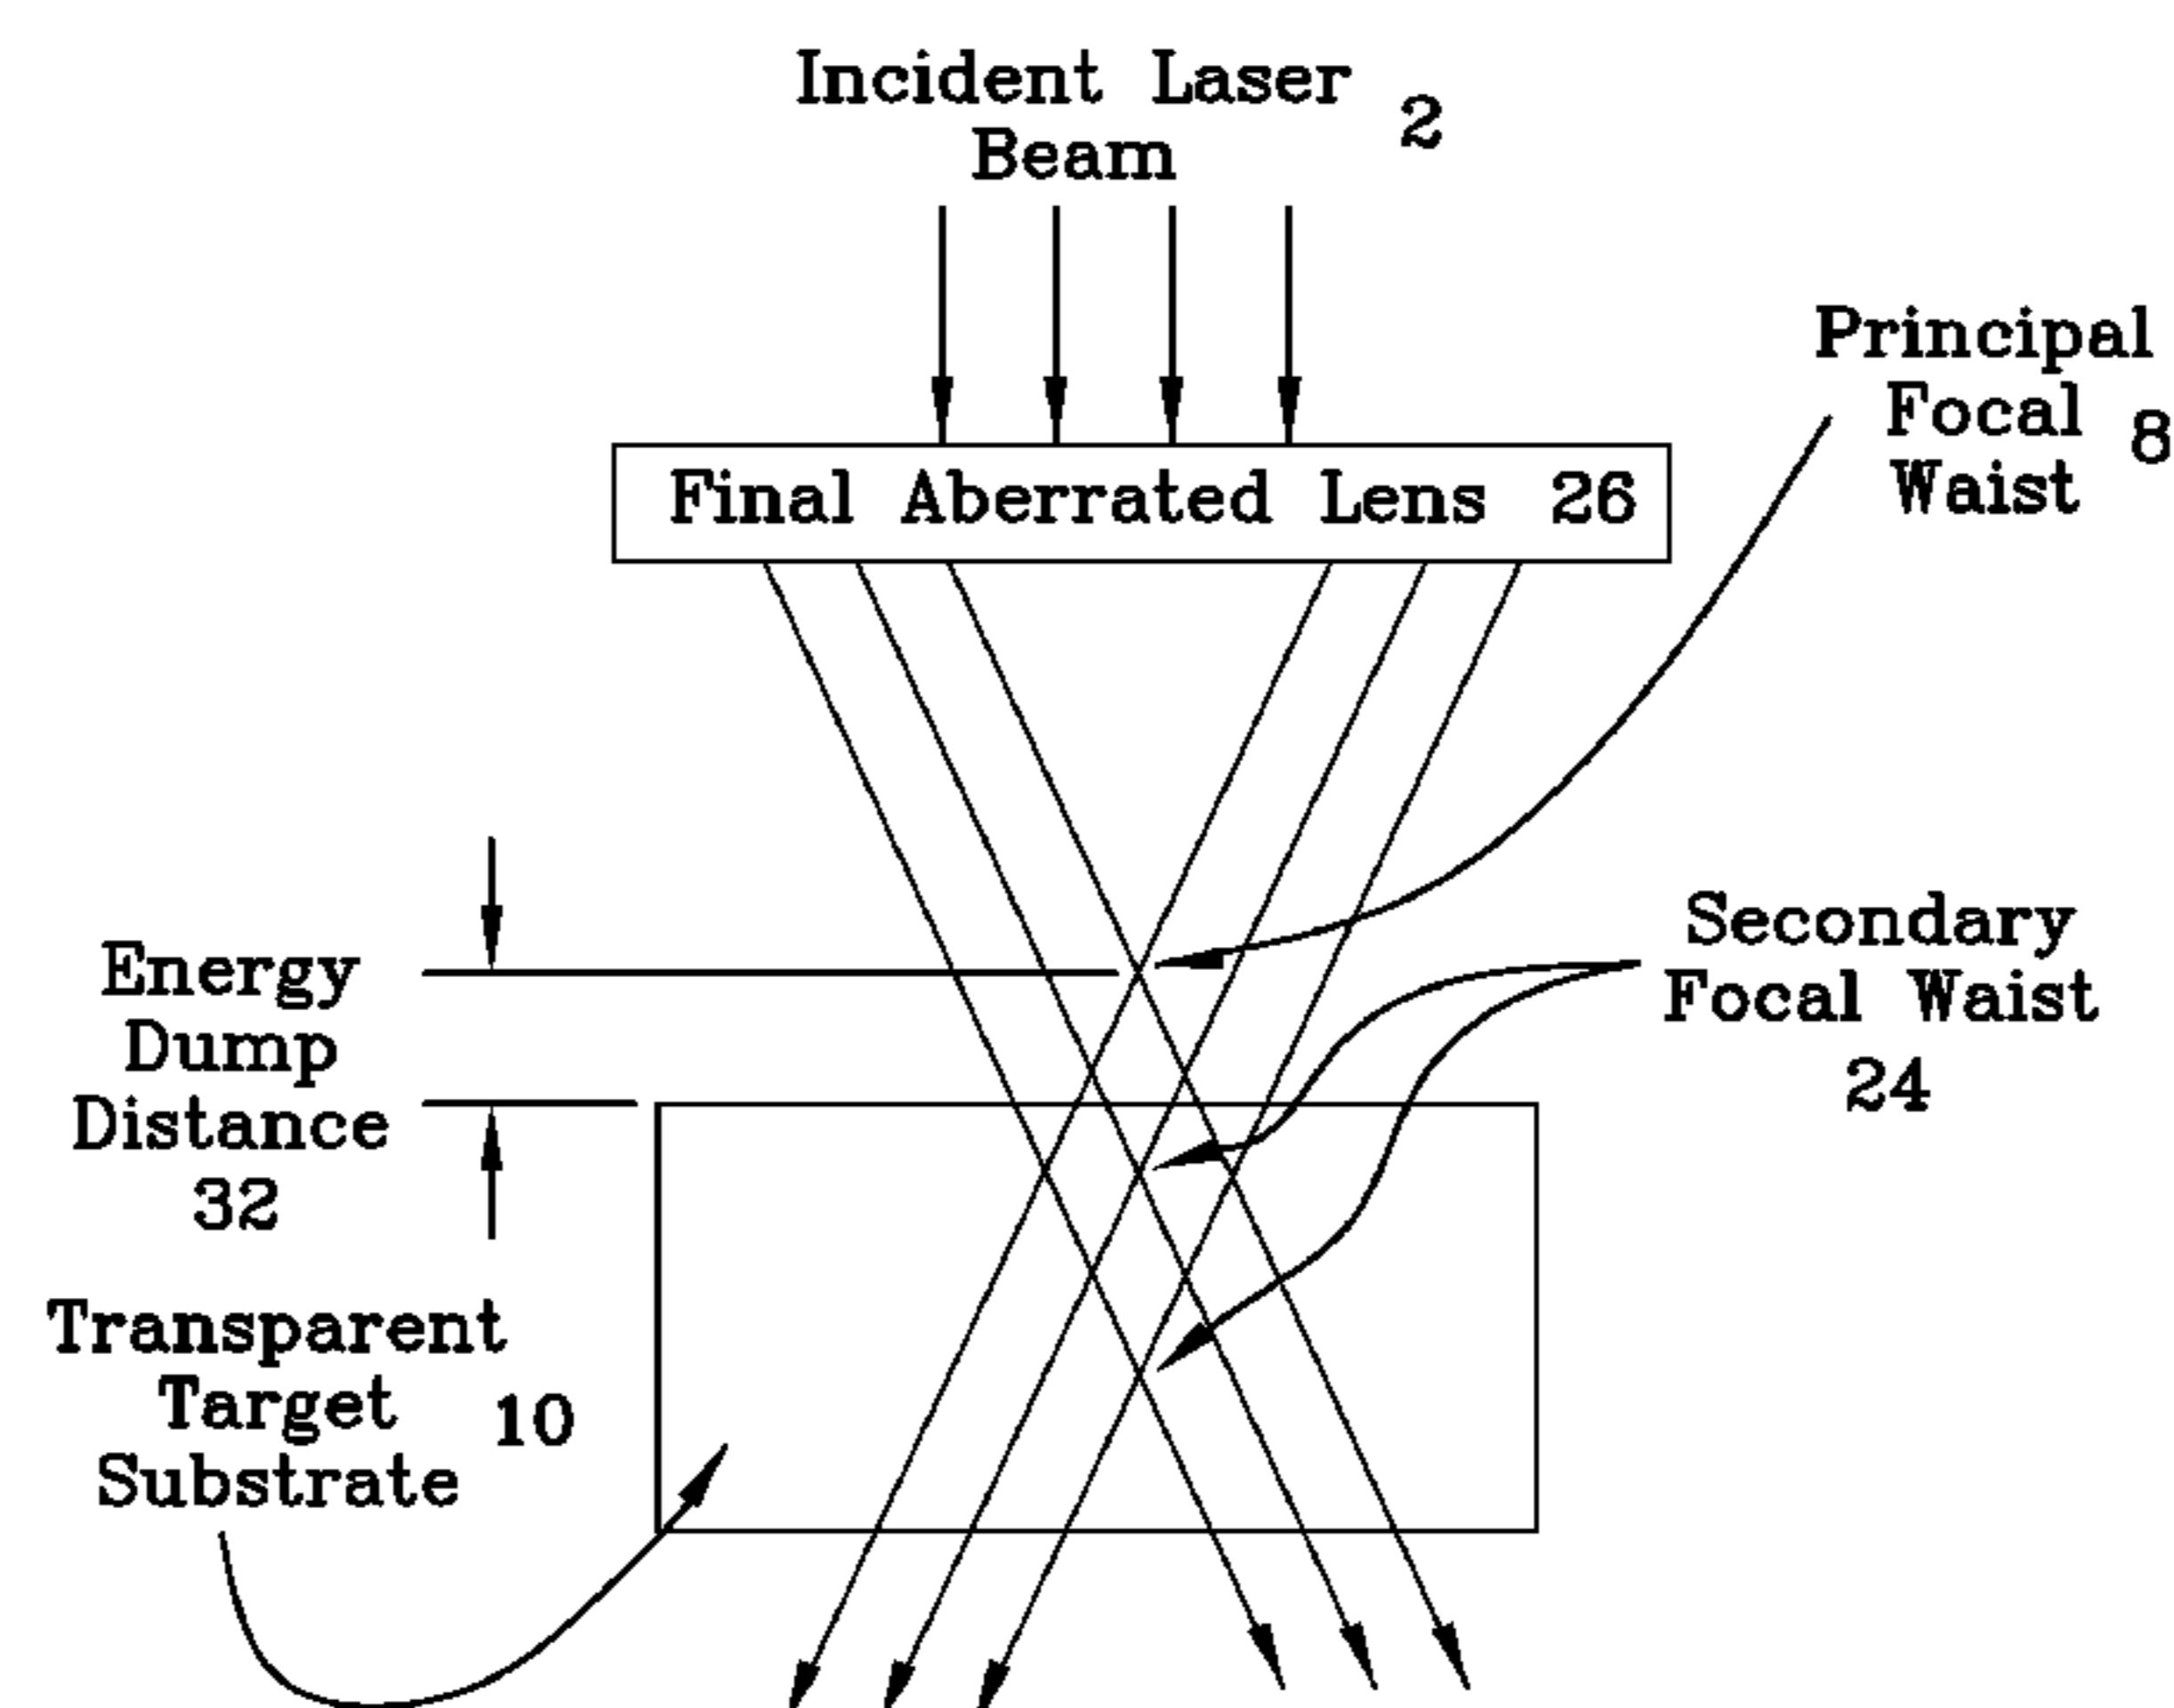 Incident Laser
Beam 2
Final Aberrated Lens 26
Principal
Focal 8
Waist
Secondary
Focal Waist
24
Energy
Dump
Distance
32
Transparent
Target 10
Substrate